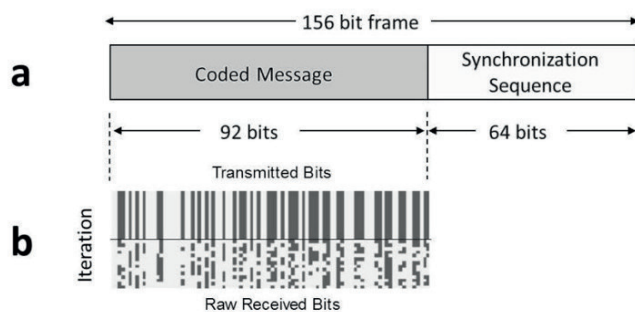 156 bit frame
a
Coded Message
Synchronization
Sequence
92 bits
64 bits
Transmitted Bits
b
Iteration
Raw Received Bits